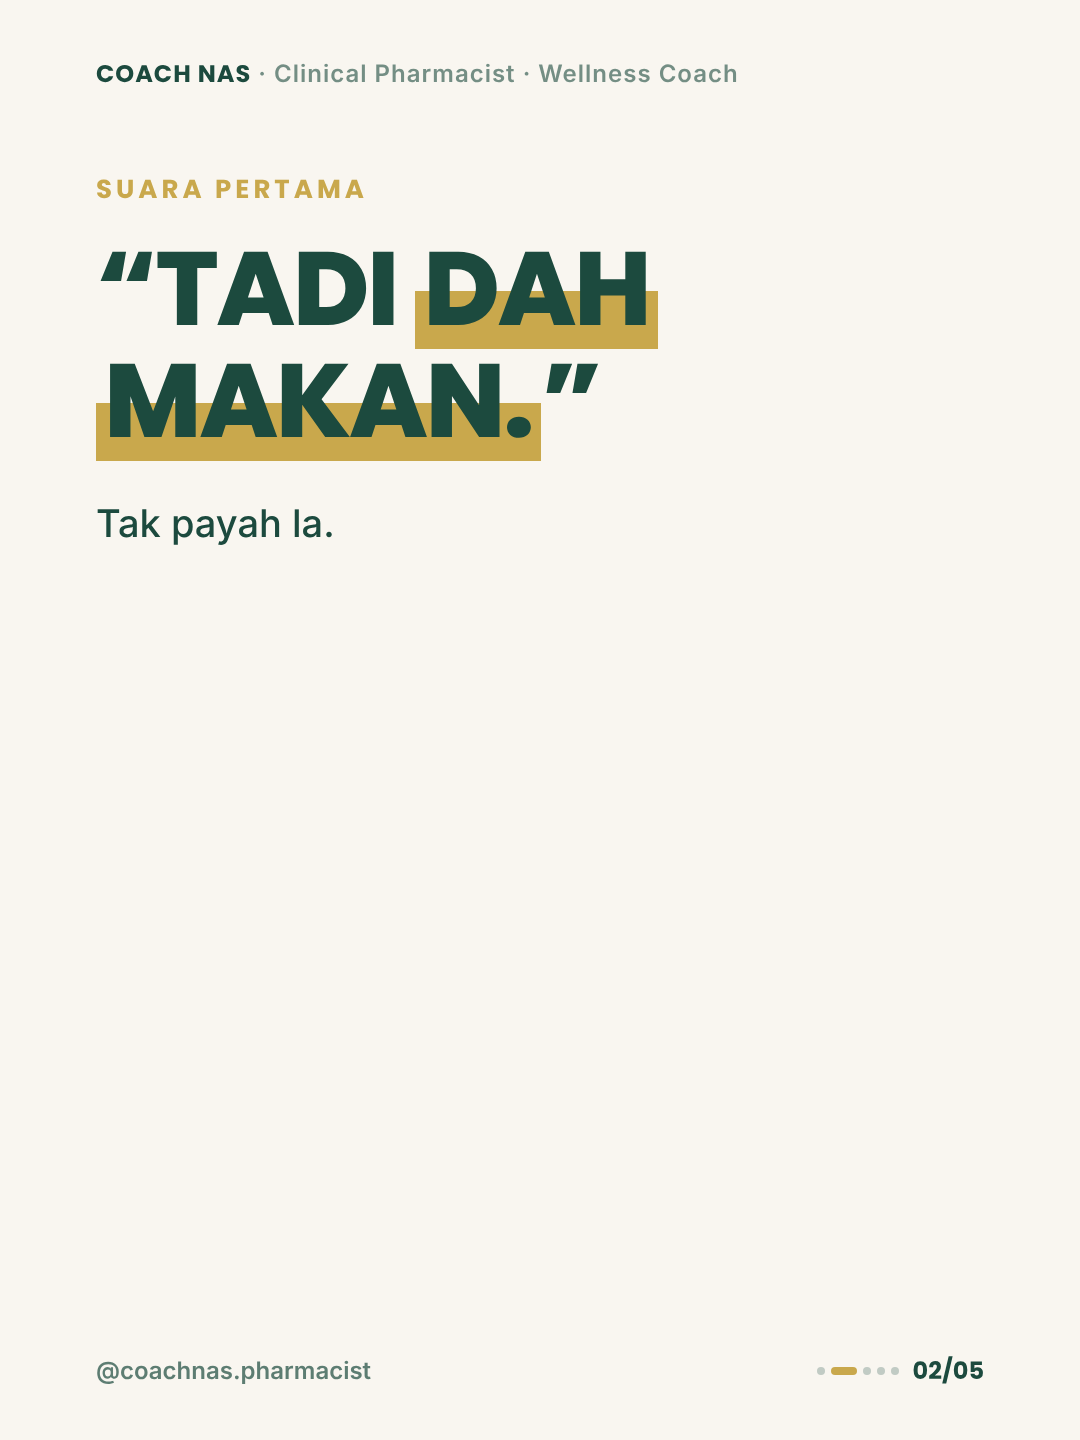 COACH NAS · Clinical Pharmacist · Wellness Coach
SUARA PERTAMA
“TADI DAH
MAKAN.”
Tak payah la.
@coachnas.pharmacist
02/05